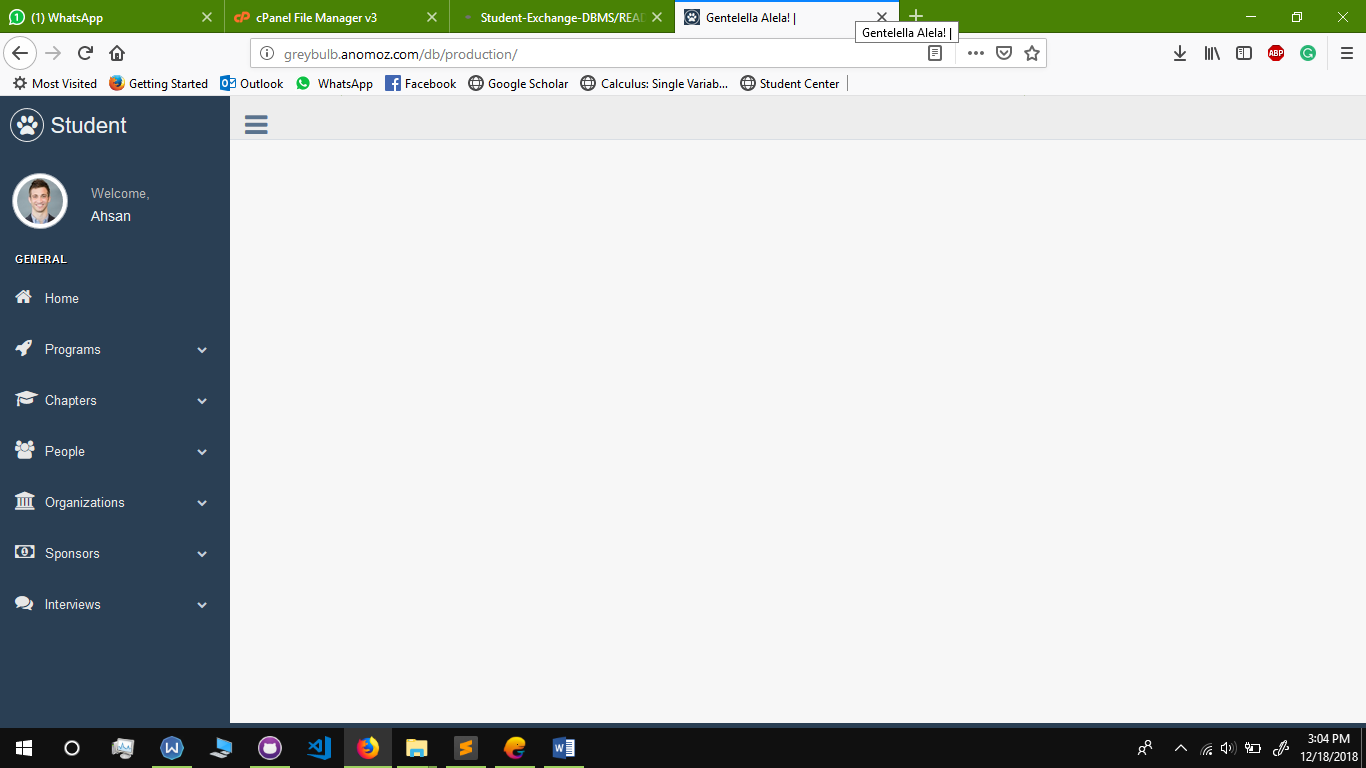 (1) WhatsApp
cPanel File Manager v3
Student-Exchange-DBMS/READ
Gentelella Alela! |
Gentelella Alela! |
greybulb.anomoz.com/db/production/
ABP
Most Visited
Getting Started
Outlook
WhatsApp
Facebook
Google Scholar
Calculus: Single Variab...
Student Center
Student
Welcome,
Ahsan
GENERAL
Home
Programs
Chapters
People
Organizations
Sponsors
Interviews
3:04 PM
12/18/2018